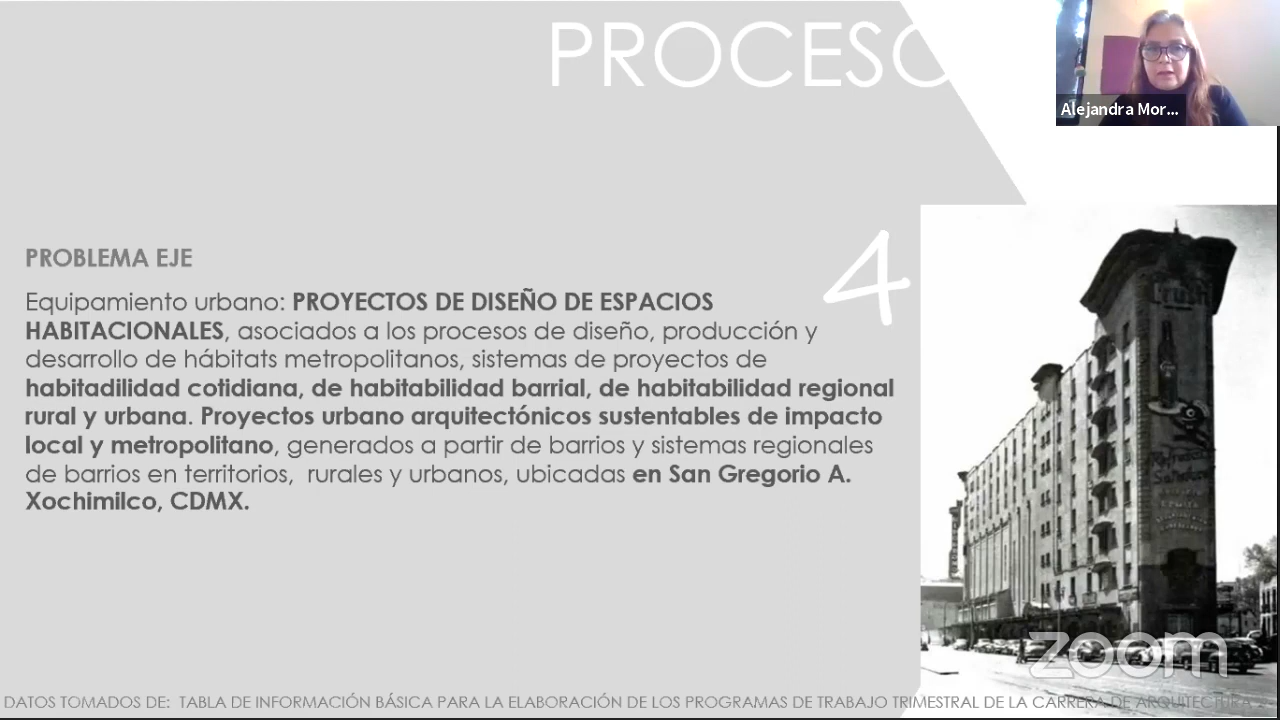 PROCESO
Alejandra Mor...
4
PROBLEMA EJE
Equipamiento urbano: PROYECTOS DE DISEÑO DE ESPACIOS
HABITACIONALES, asociados a los procesos de diseño, producción y
desarrollo de hábitats metropolitanos, sistemas de proyectos de
habitadilidad cotidiana, de habitabilidad barrial, de habitabilidad regional
rural y urbana. Proyectos urbano arquitectónicos sustentables de impacto
local y metropolitano, generados a partir de barrios y sistemas regionales
de barrios en territorios, rurales y urbanos, ubicadas en San Gregorio A.
Xochimilco, CDMX.
Crush
zoom
DATOS TOMADOS DE: TABLA DE INFORMACIÓN BÁSICA PARA LA ELABORACIÓN DE LOS PROGRAMAS DE TRABAJO TRIMESTRAL DE LA CARRERA DE ARQUITECTURA